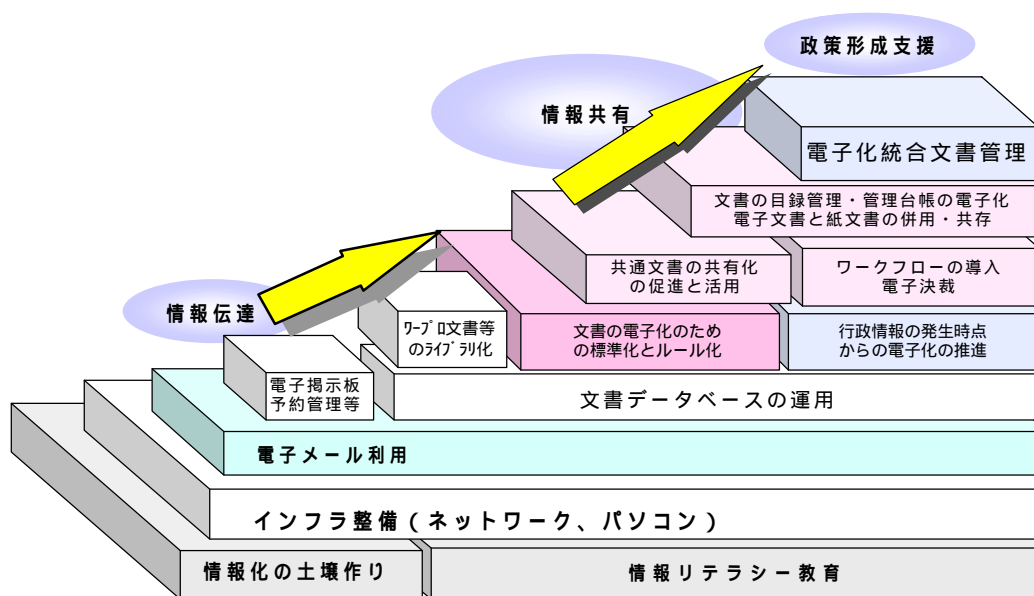 政策形成支援
情報共有
電子化統合文書管理
文書の目録管理・管理台帳の電子化
電子文書と紙文書の併用・共存
共通文書の共有化
の促進と活用
ワークフローの導入
電子決裁
情報伝達
ﾜｰﾌﾟﾛ文書等
のﾗｲﾌﾞﾗﾘ化
文書の電子化のため
の標準化とルール化
行政情報の発生時点
からの電子化の推進
電子掲示板
予約管理等
文書データベースの運用
電子メール利用
インフラ整備（ネットワーク、パソコン）
情報化の土壌作り
情報リテラシー教育